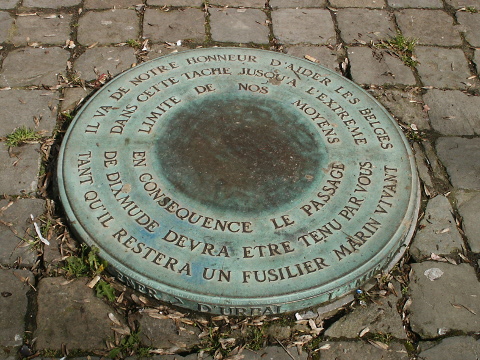 IL VA DE NOTRE HONNEUR D'AIDER LES BELGES
DANS CETTE TACHE JUSQU'A L'EXTREME
LIMITE DE NOS MOYENS
EN CONSEQUENCE LE PASSAGE
DE DIXMUDE DEVRA ETRE TENU PAR VOUS
TANT QU'IL RESTERA UN FUSILIER MARIN VIVANT
D'URBAL